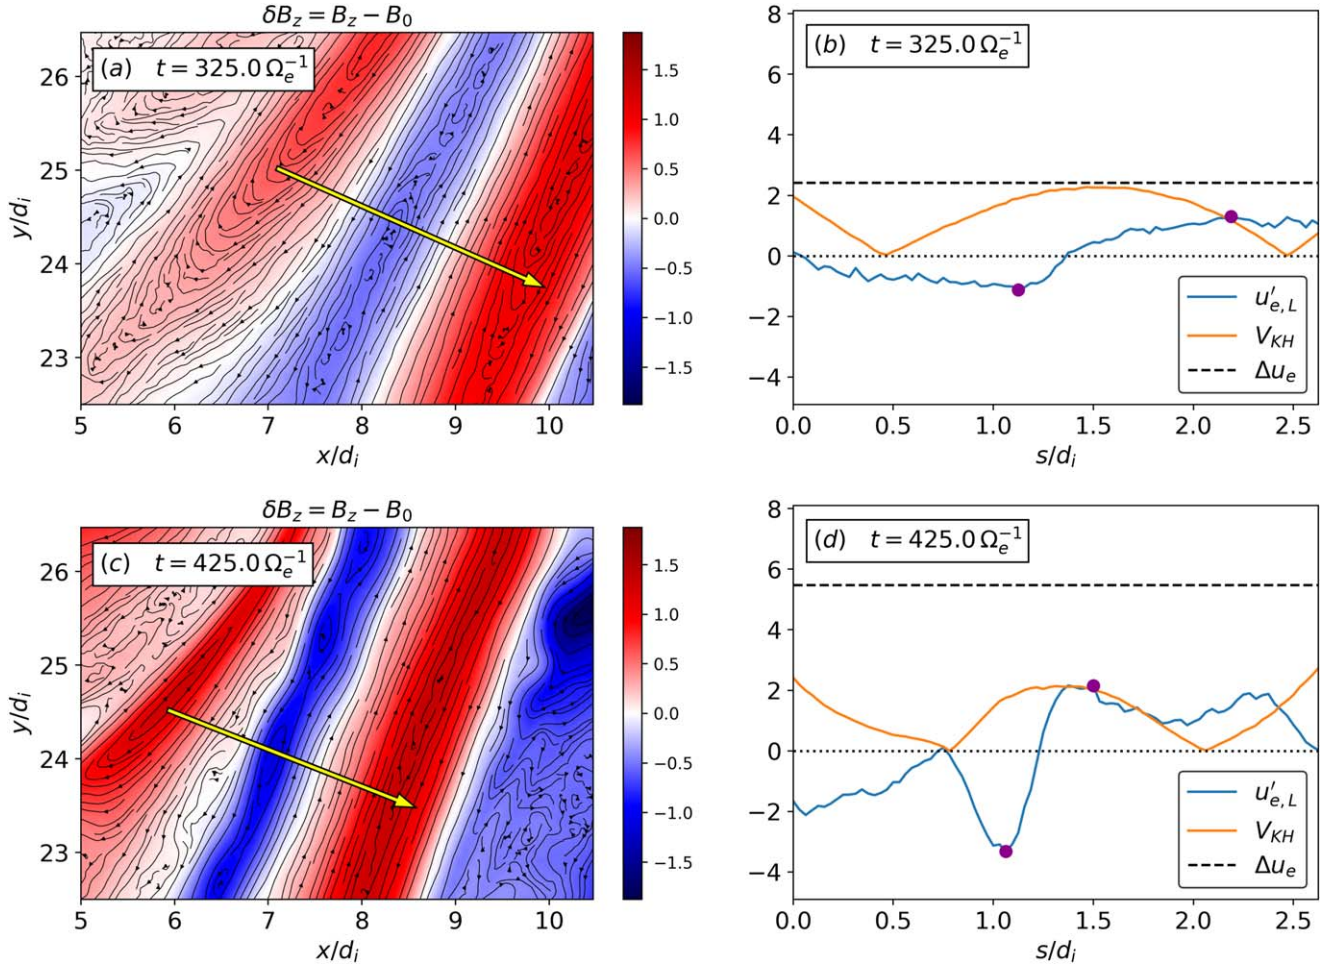 δB_z = B_z − B_0
(a) t = 325.0 Ω_e^{-1}
26
25
24
23
y/d_i
5 6 7 8 9 10
x/d_i
1.5
1.0
0.5
0.0
−0.5
−1.0
−1.5
(b) t = 325.0 Ω_e^{-1}
8
6
4
2
0
−2
−4
u′_{e,L}
V_{KH}
Δu_e
0.0 0.5 1.0 1.5 2.0 2.5
s/d_i
δB_z = B_z − B_0
(c) t = 425.0 Ω_e^{-1}
26
25
24
23
y/d_i
5 6 7 8 9 10
x/d_i
1.5
1.0
0.5
0.0
−0.5
−1.0
−1.5
(d) t = 425.0 Ω_e^{-1}
8
6
4
2
0
−2
−4
u′_{e,L}
V_{KH}
Δu_e
0.0 0.5 1.0 1.5 2.0 2.5
s/d_i